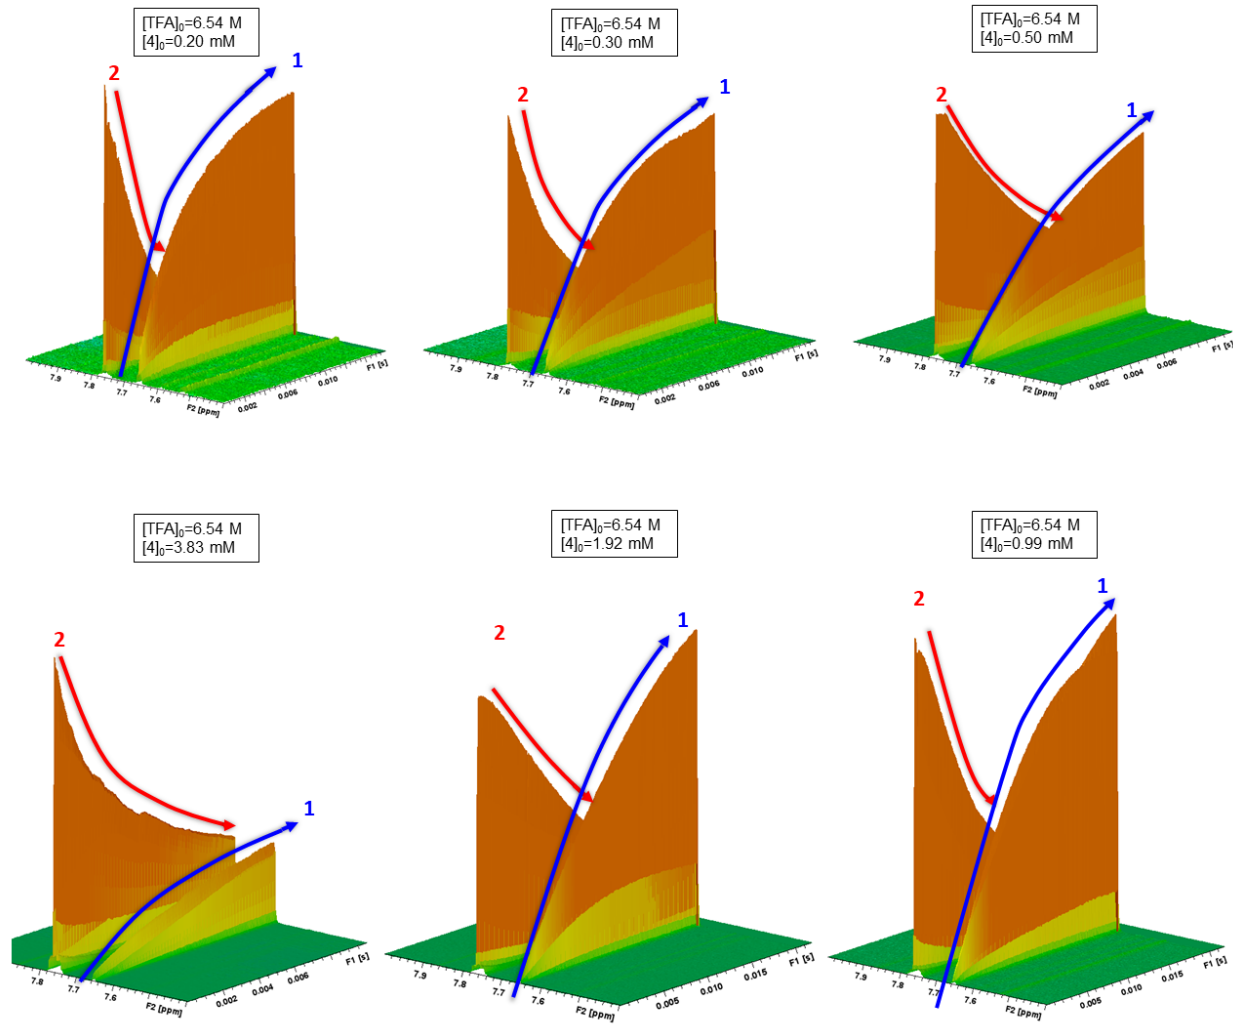 [TFA]₀=6.54 M
[4]₀=0.20 mM
2
1
7.9
7.8
7.7
7.6
F2 [ppm]
0.002
0.006
0.010
F1 [s]
[TFA]₀=6.54 M
[4]₀=0.30 mM
2
1
7.9
7.8
7.7
7.6
F2 [ppm]
0.002
0.006
0.010
F1 [s]
[TFA]₀=6.54 M
[4]₀=0.50 mM
2
1
7.9
7.8
7.7
7.6
F2 [ppm]
0.002
0.004
0.006
F1 [s]
[TFA]₀=6.54 M
[4]₀=3.83 mM
2
1
7.8
7.7
7.6
F2 [ppm]
0.002
0.004
0.006
F1 [s]
[TFA]₀=6.54 M
[4]₀=1.92 mM
2
1
7.9
7.8
7.7
7.6
F2 [ppm]
0.005
0.010
0.015
F1 [s]
[TFA]₀=6.54 M
[4]₀=0.99 mM
2
1
7.9
7.8
7.7
7.6
F2 [ppm]
0.005
0.010
0.015
F1 [s]